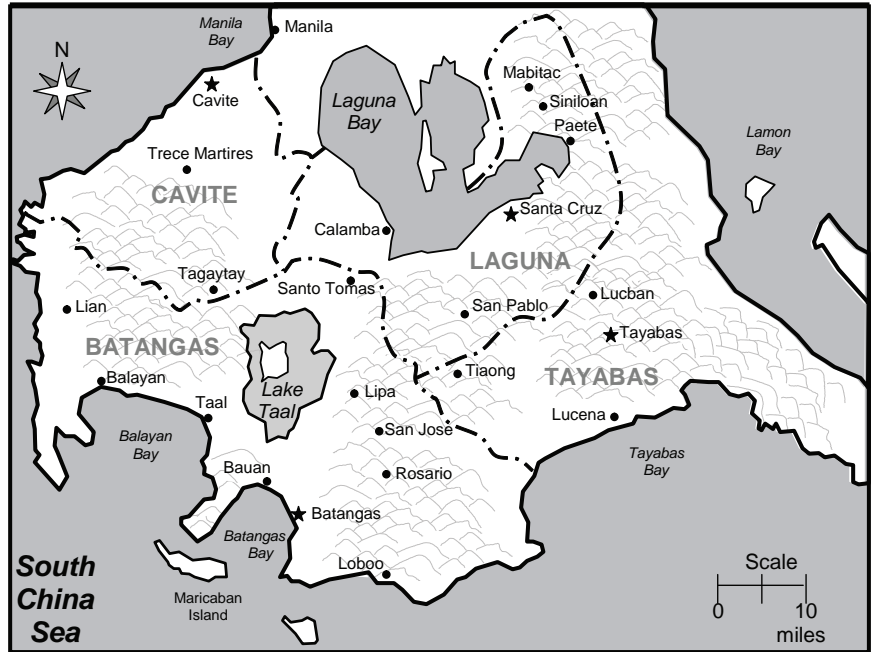 Manila
Bay
Manila
N
Cavite
Laguna
Bay
Mabitac
Siniloan
Paete
Lamon
Bay
Trece Martires
CAVITE
Santa Cruz
Calamba
LAGUNA
Tagaytay
Santo Tomas
Lian
San Pablo
Lucban
Tayabas
BATANGAS
Balayan
Lake
Taal
Tiaong
TAYABAS
Taal
Lipa
Lucena
San Jose
Balayan
Bay
Bauan
Rosario
Tayabas
Bay
Batangas
Batangas
Bay
Loboo
South
China
Sea
Maricaban
Island
Scale
0 10
miles